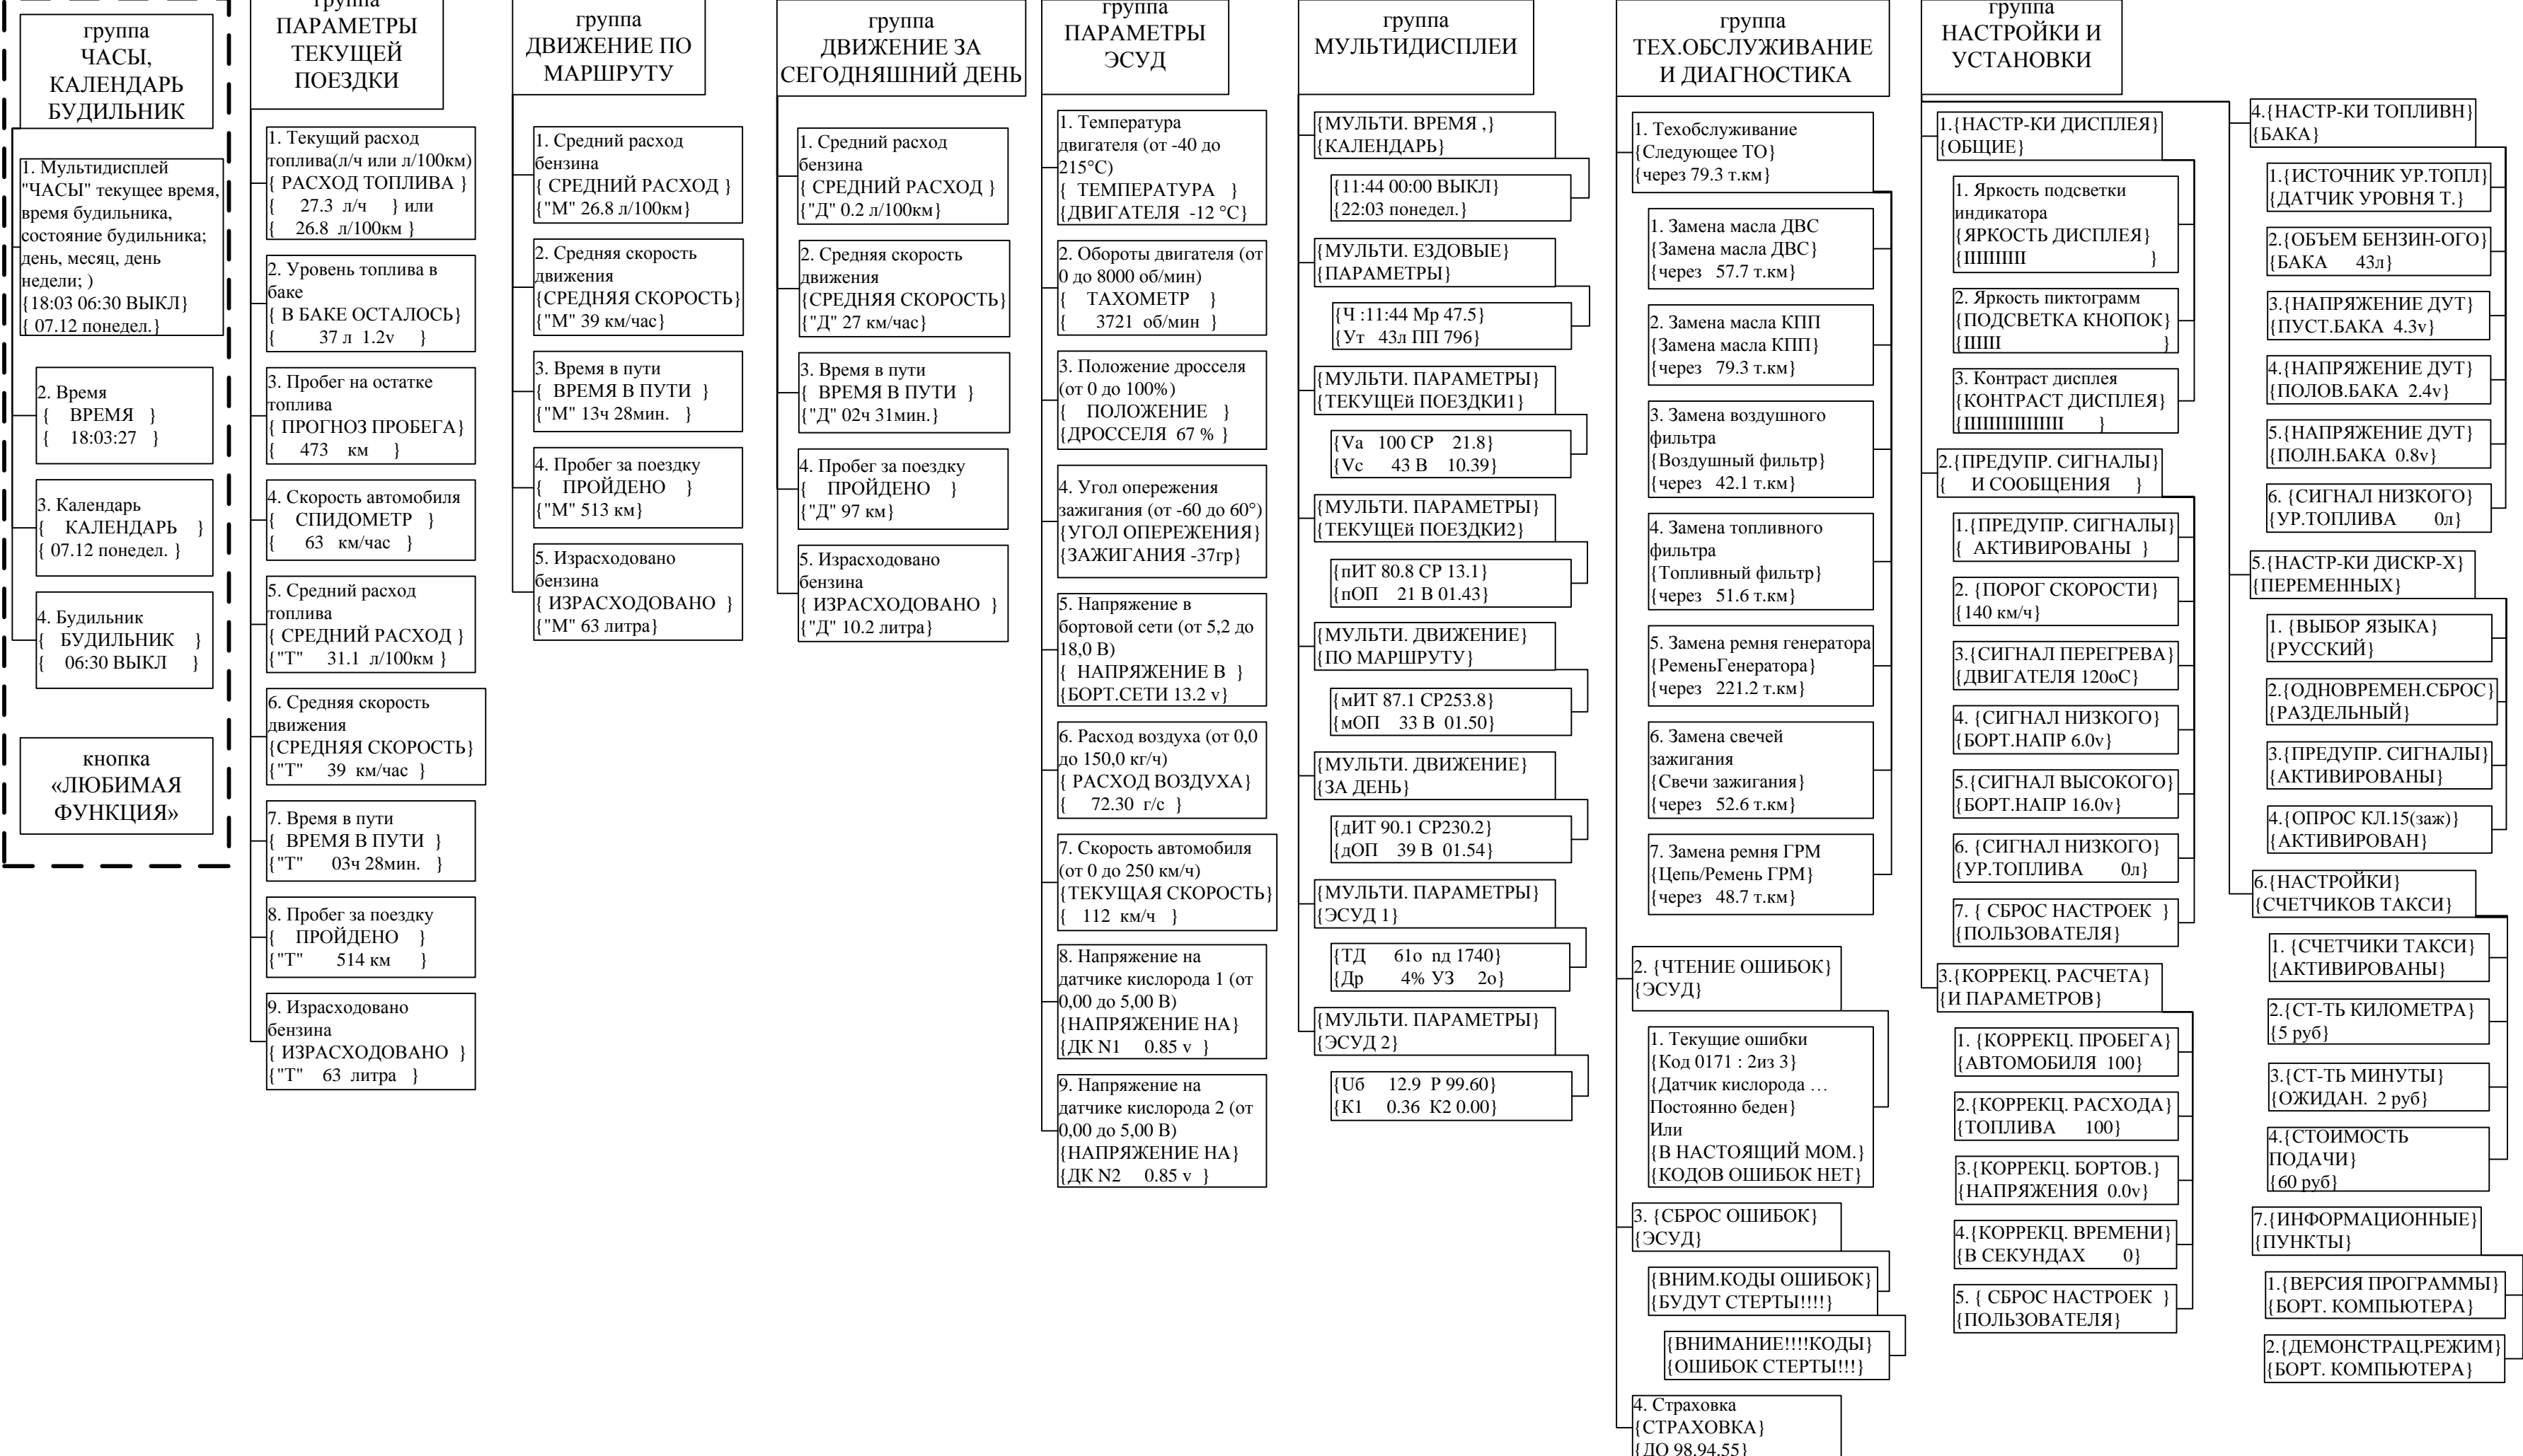 группа
ЧАСЫ,
КАЛЕНДАРЬ
БУДИЛЬНИК
1. Мультидисплей
"ЧАСЫ" текущее время,
время будильника,
состояние будильника;
день, месяц, день
недели; )
{18:03 06:30 ВЫКЛ}
{ 07.12 понедел.}
2. Время
{ ВРЕМЯ }
{ 18:03:27 }
3. Календарь
{ КАЛЕНДАРЬ }
{ 07.12 понедел. }
4. Будильник
{ БУДИЛЬНИК }
{ 06:30 ВЫКЛ }
кнопка
«ЛЮБИМАЯ
ФУНКЦИЯ»
группа
ПАРАМЕТРЫ
ТЕКУЩЕЙ
ПОЕЗДКИ
1. Текущий расход
топлива(л/ч или л/100км)
{ РАСХОД ТОПЛИВА }
{ 27.3 л/ч } или
{ 26.8 л/100км }
2. Уровень топлива в
баке
{ В БАКЕ ОСТАЛОСЬ}
{ 37 л 1.2v }
3. Пробег на остатке
топлива
{ ПРОГНОЗ ПРОБЕГА}
{ 473 км }
4. Скорость автомобиля
{ СПИДОМЕТР }
{ 63 км/час }
5. Средний расход
топлива
{ СРЕДНИЙ РАСХОД }
{"Т" 31.1 л/100км }
6. Средняя скорость
движения
{СРЕДНЯЯ СКОРОСТЬ}
{"Т" 39 км/час }
7. Время в пути
{ ВРЕМЯ В ПУТИ }
{"Т" 03ч 28мин. }
8. Пробег за поездку
{ ПРОЙДЕНО }
{"Т" 514 км }
9. Израсходовано
бензина
{ ИЗРАСХОДОВАНО }
{"Т" 63 литра }
группа
ДВИЖЕНИЕ ПО
МАРШРУТУ
1. Средний расход
бензина
{ СРЕДНИЙ РАСХОД }
{"М" 26.8 л/100км}
2. Средняя скорость
движения
{СРЕДНЯЯ СКОРОСТЬ}
{"М" 39 км/час}
3. Время в пути
{ ВРЕМЯ В ПУТИ }
{"М" 13ч 28мин. }
4. Пробег за поездку
{ ПРОЙДЕНО }
{"М" 513 км}
5. Израсходовано
бензина
{ ИЗРАСХОДОВАНО }
{"М" 63 литра}
группа
ДВИЖЕНИЕ ЗА
СЕГОДНЯШНИЙ ДЕНЬ
1. Средний расход
бензина
{ СРЕДНИЙ РАСХОД }
{"Д" 0.2 л/100км}
2. Средняя скорость
движения
{СРЕДНЯЯ СКОРОСТЬ}
{"Д" 27 км/час}
3. Время в пути
{ ВРЕМЯ В ПУТИ }
{"Д" 02ч 31мин.}
4. Пробег за поездку
{ ПРОЙДЕНО }
{"Д" 97 км}
5. Израсходовано
бензина
{ ИЗРАСХОДОВАНО }
{"Д" 10.2 литра}
группа
ПАРАМЕТРЫ
ЭСУД
1. Температура
двигателя (от -40 до
215°С)
{ ТЕМПЕРАТУРА }
{ДВИГАТЕЛЯ -12 °С}
2. Обороты двигателя (от
0 до 8000 об/мин)
{ ТАХОМЕТР }
{ 3721 об/мин }
3. Положение дросселя
(от 0 до 100%)
{ ПОЛОЖЕНИЕ }
{ДРОССЕЛЯ 67 % }
4. Угол опережения
зажигания (от -60 до 60°)
{УГОЛ ОПЕРЕЖЕНИЯ}
{ЗАЖИГАНИЯ -37гр}
5. Напряжение в
бортовой сети (от 5,2 до
18,0 В)
{ НАПРЯЖЕНИЕ В }
{БОРТ.СЕТИ 13.2 v}
6. Расход воздуха (от 0,0
до 150,0 кг/ч)
{ РАСХОД ВОЗДУХА}
{ 72.30 г/с }
7. Скорость автомобиля
(от 0 до 250 км/ч)
{ТЕКУЩАЯ СКОРОСТЬ}
{ 112 км/ч }
8. Напряжение на
датчике кислорода 1 (от
0,00 до 5,00 В)
{НАПРЯЖЕНИЕ НА}
{ДК N1 0.85 v }
9. Напряжение на
датчике кислорода 2 (от
0,00 до 5,00 В)
{НАПРЯЖЕНИЕ НА}
{ДК N2 0.85 v }
группа
МУЛЬТИДИСПЛЕИ
{МУЛЬТИ. ВРЕМЯ ,}
{КАЛЕНДАРЬ}
{11:44 00:00 ВЫКЛ}
{22:03 понедел.}
{МУЛЬТИ. ЕЗДОВЫЕ}
{ПАРАМЕТРЫ}
{Ч :11:44 Мр 47.5}
{Ут 43л ПП 796}
{МУЛЬТИ. ПАРАМЕТРЫ}
{ТЕКУЩЕй ПОЕЗДКИ1}
{Va 100 СР 21.8}
{Vc 43 В 10.39}
{МУЛЬТИ. ПАРАМЕТРЫ}
{ТЕКУЩЕй ПОЕЗДКИ2}
{пИТ 80.8 СР 13.1}
{пОП 21 В 01.43}
{МУЛЬТИ. ДВИЖЕНИЕ}
{ПО МАРШРУТУ}
{мИТ 87.1 СР253.8}
{мОП 33 В 01.50}
{МУЛЬТИ. ДВИЖЕНИЕ}
{ЗА ДЕНЬ}
{дИТ 90.1 СР230.2}
{дОП 39 В 01.54}
{МУЛЬТИ. ПАРАМЕТРЫ}
{ЭСУД 1}
{ТД 61о пд 1740}
{Др 4% УЗ 2о}
{МУЛЬТИ. ПАРАМЕТРЫ}
{ЭСУД 2}
{Uб 12.9 Р 99.60}
{К1 0.36 К2 0.00}
группа
ТЕХ.ОБСЛУЖИВАНИЕ
И ДИАГНОСТИКА
1. Техобслуживание
{Следующее ТО}
{через 79.3 т.км}
1. Замена масла ДВС
{Замена масла ДВС}
{через 57.7 т.км}
2. Замена масла КПП
{Замена масла КПП}
{через 79.3 т.км}
3. Замена воздушного
фильтра
{Воздушный фильтр}
{через 42.1 т.км}
4. Замена топливного
фильтра
{Топливный фильтр}
{через 51.6 т.км}
5. Замена ремня генератора
{РеменьГенератора}
{через 221.2 т.км}
6. Замена свечей
зажигания
{Свечи зажигания}
{через 52.6 т.км}
7. Замена ремня ГРМ
{Цепь/Ремень ГРМ}
{через 48.7 т.км}
2. {ЧТЕНИЕ ОШИБОК}
{ЭСУД}
1. Текущие ошибки
{Код 0171 : 2из 3}
{Датчик кислорода …
Постоянно беден}
Или
{В НАСТОЯЩИЙ МОМ.}
{КОДОВ ОШИБОК НЕТ}
3. {СБРОС ОШИБОК}
{ЭСУД}
{ВНИМ.КОДЫ ОШИБОК}
{БУДУТ СТЕРТЫ!!!!}
{ВНИМАНИЕ!!!!КОДЫ}
{ОШИБОК СТЕРТЫ!!!}
4. Страховка
{СТРАХОВКА}
{ДО 98.94.55}
группа
НАСТРОЙКИ И
УСТАНОВКИ
1.{НАСТР-КИ ДИСПЛЕЯ}
{ОБЩИЕ}
1. Яркость подсветки
индикатора
{ЯРКОСТЬ ДИСПЛЕЯ}
{IIIIIIIII }
2. Яркость пиктограмм
{ПОДСВЕТКА КНОПОК}
{IIIII }
3. Контраст дисплея
{КОНТРАСТ ДИСПЛЕЯ}
{IIIIIIIIIIIIII }
2.{ПРЕДУПР. СИГНАЛЫ}
{ И СООБЩЕНИЯ }
1.{ПРЕДУПР. СИГНАЛЫ}
{ АКТИВИРОВАНЫ }
2. {ПОРОГ СКОРОСТИ}
{140 км/ч}
3.{СИГНАЛ ПЕРЕГРЕВА}
{ДВИГАТЕЛЯ 120оС}
4. {СИГНАЛ НИЗКОГО}
{БОРТ.НАПР 6.0v}
5.{СИГНАЛ ВЫСОКОГО}
{БОРТ.НАПР 16.0v}
6. {СИГНАЛ НИЗКОГО}
{УР.ТОПЛИВА 0л}
7. { СБРОС НАСТРОЕК }
{ПОЛЬЗОВАТЕЛЯ}
3.{КОРРЕКЦ. РАСЧЕТА}
{И ПАРАМЕТРОВ}
1. {КОРРЕКЦ. ПРОБЕГА}
{АВТОМОБИЛЯ 100}
2.{КОРРЕКЦ. РАСХОДА}
{ТОПЛИВА 100}
3.{КОРРЕКЦ. БОРТОВ.}
{НАПРЯЖЕНИЯ 0.0v}
4.{КОРРЕКЦ. ВРЕМЕНИ}
{В СЕКУНДАХ 0}
5. { СБРОС НАСТРОЕК }
{ПОЛЬЗОВАТЕЛЯ}
4.{НАСТР-КИ ТОПЛИВН}
{БАКА}
1.{ИСТОЧНИК УР.ТОПЛ}
{ДАТЧИК УРОВНЯ Т.}
2.{ОБЪЕМ БЕНЗИН-ОГО}
{БАКА 43л}
3.{НАПРЯЖЕНИЕ ДУТ}
{ПУСТ.БАКА 4.3v}
4.{НАПРЯЖЕНИЕ ДУТ}
{ПОЛОВ.БАКА 2.4v}
5.{НАПРЯЖЕНИЕ ДУТ}
{ПОЛН.БАКА 0.8v}
6. {СИГНАЛ НИЗКОГО}
{УР.ТОПЛИВА 0л}
5.{НАСТР-КИ ДИСКР-Х}
{ПЕРЕМЕННЫХ}
1. {ВЫБОР ЯЗЫКА}
{РУССКИЙ}
2.{ОДНОВРЕМЕН.СБРОС}
{РАЗДЕЛЬНЫЙ}
3.{ПРЕДУПР. СИГНАЛЫ}
{АКТИВИРОВАНЫ}
4.{ОПРОС КЛ.15(заж)}
{АКТИВИРОВАН}
6.{НАСТРОЙКИ}
{СЧЕТЧИКОВ ТАКСИ}
1. {СЧЕТЧИКИ ТАКСИ}
{АКТИВИРОВАНЫ}
2.{СТ-ТЬ КИЛОМЕТРА}
{5 руб}
3.{СТ-ТЬ МИНУТЫ}
{ОЖИДАН. 2 руб}
4.{СТОИМОСТЬ
ПОДАЧИ}
{60 руб}
7.{ИНФОРМАЦИОННЫЕ}
{ПУНКТЫ}
1.{ВЕРСИЯ ПРОГРАММЫ}
{БОРТ. КОМПЬЮТЕРА}
2.{ДЕМОНСТРАЦ.РЕЖИМ}
{БОРТ. КОМПЬЮТЕРА}